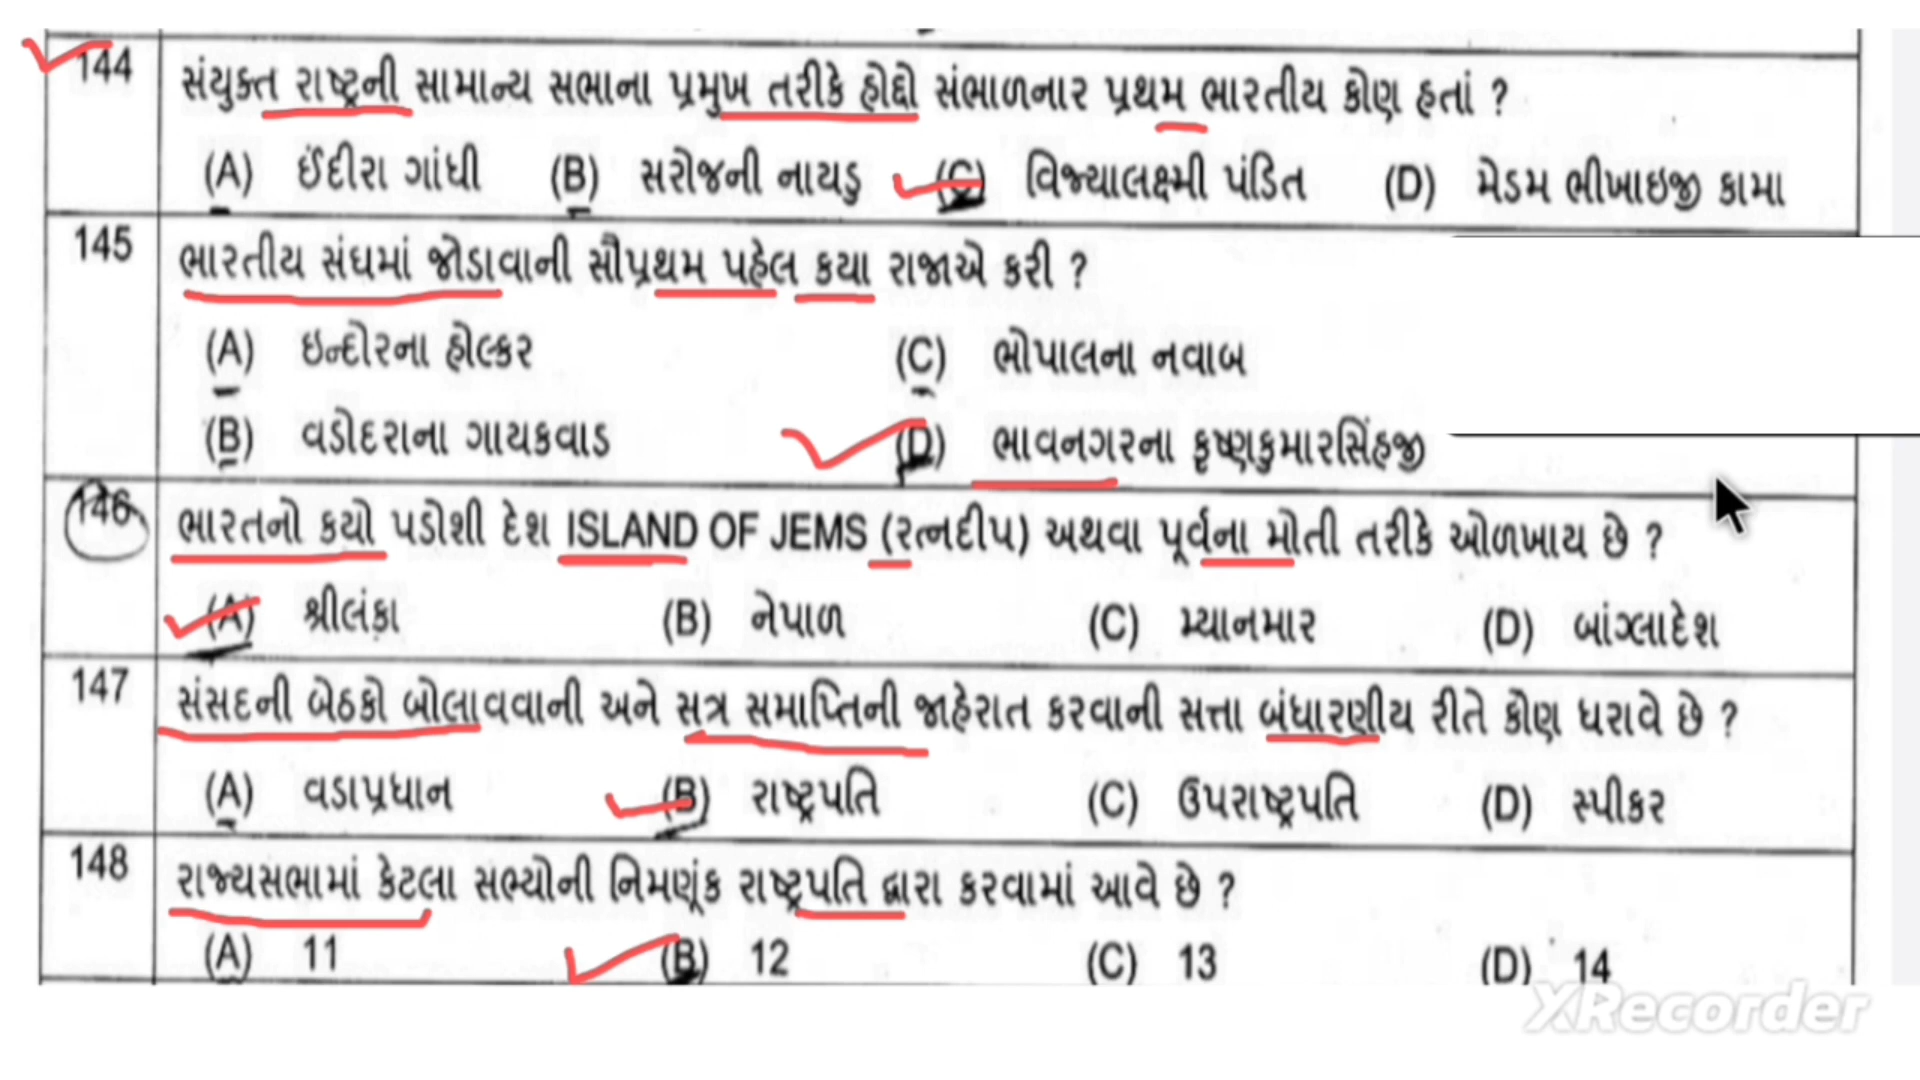 144 સંયુક્ત રાષ્ટ્રની સામાન્ય સભાના પ્રમુખ તરીકે હોદ્દો સંભાળનાર પ્રથમ ભારતીય કોણ હતાં ?
(A) ઈંદીરા ગાંધી (B) સરોજની નાયડુ (C) વિજ્યાલક્ષ્મી પંડિત (D) મેડમ ભીખાઇજી કામા
145 ભારતીય સંઘમાં જોડાવાની સૌપ્રથમ પહેલ કયા રાજાએ કરી ?
(A) ઇન્દોરના હોલ્કર (C) ભોપાલના નવાબ
(B) વડોદરાના ગાયકવાડ (D) ભાવનગરના કૃષ્ણકુમારસિંહજી
146 ભારતનો કયો પડોશી દેશ ISLAND OF JEMS (રત્નદીપ) અથવા પૂર્વના મોતી તરીકે ઓળખાય છે ?
(A) શ્રીલંકા (B) નેપાળ (C) મ્યાનમાર (D) બાંગ્લાદેશ
147 સંસદની બેઠકો બોલાવવાની અને સત્ર સમાપ્તિની જાહેરાત કરવાની સત્તા બંધારણીય રીતે કોણ ધરાવે છે ?
(A) વડાપ્રધાન (B) રાષ્ટ્રપતિ (C) ઉપરાષ્ટ્રપતિ (D) સ્પીકર
148 રાજ્યસભામાં કેટલા સભ્યોની નિમણૂંક રાષ્ટ્રપતિ દ્વારા કરવામાં આવે છે ?
(A) 11 (B) 12 (C) 13 (D) 14
XRecorder